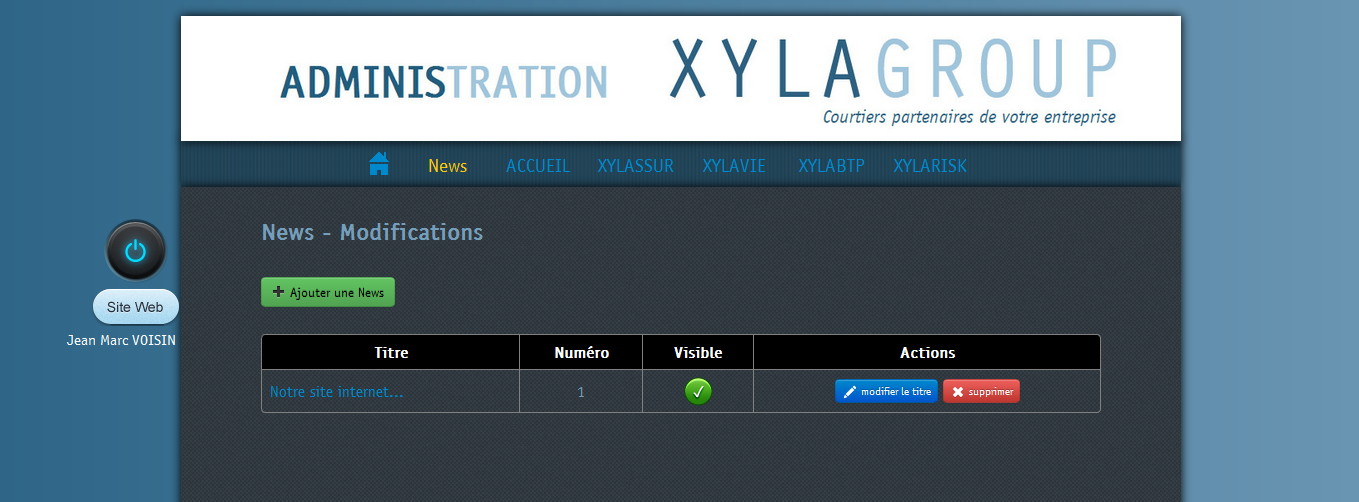 ADMINISTRATION
XYLAGROUP
Courtiers partenaires de votre entreprise
News ACCUEIL XYLASSUR XYLAVIE XYLABTP XYLARISK
News - Modifications
Site Web
Jean Marc VOISIN
Ajouter une News
Titre Numéro Visible Actions
Notre site internet... 1 modifier le titre supprimer